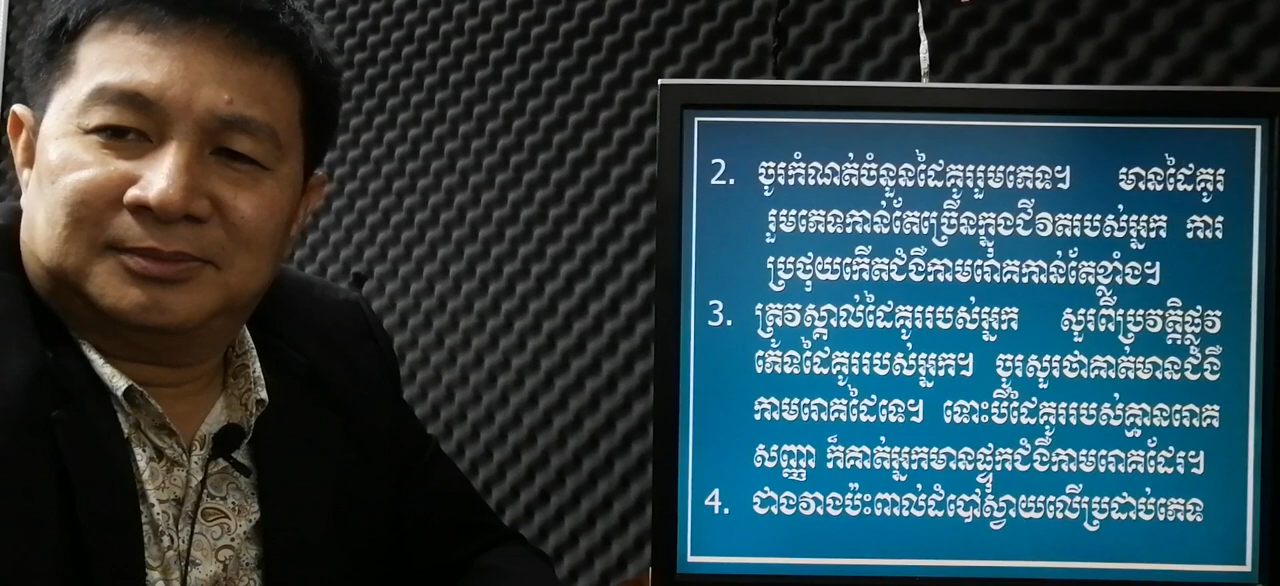 2. ចូរកំណត់ចំនួនដៃគូររួមភេទ។ មានដៃគូរ
រួមភេទកាន់តែច្រើនក្នុងជីវិតរបស់អ្នក ការ
ប្រថុយកើតជំងឺកាមរោគកាន់តែខ្លាំង។
3. ត្រូវស្គាល់ដៃគូររបស់អ្នក សួរពីប្រវត្តិផ្លូវ
ភេទដៃគូររបស់អ្នក។ ចូរសួរថាគាត់មានជំងឺ
កាមរោគដៃទេ។ ទោះបីដៃគូររបស់គ្មានរោគ
សញ្ញា ក៏គាត់អ្នកមានផ្ទុកជំងឺកាមរោគដែរ។
4. ជាងវាងប៉ះពាល់ដំបៅស្វាយលើប្រដាប់ភេទ